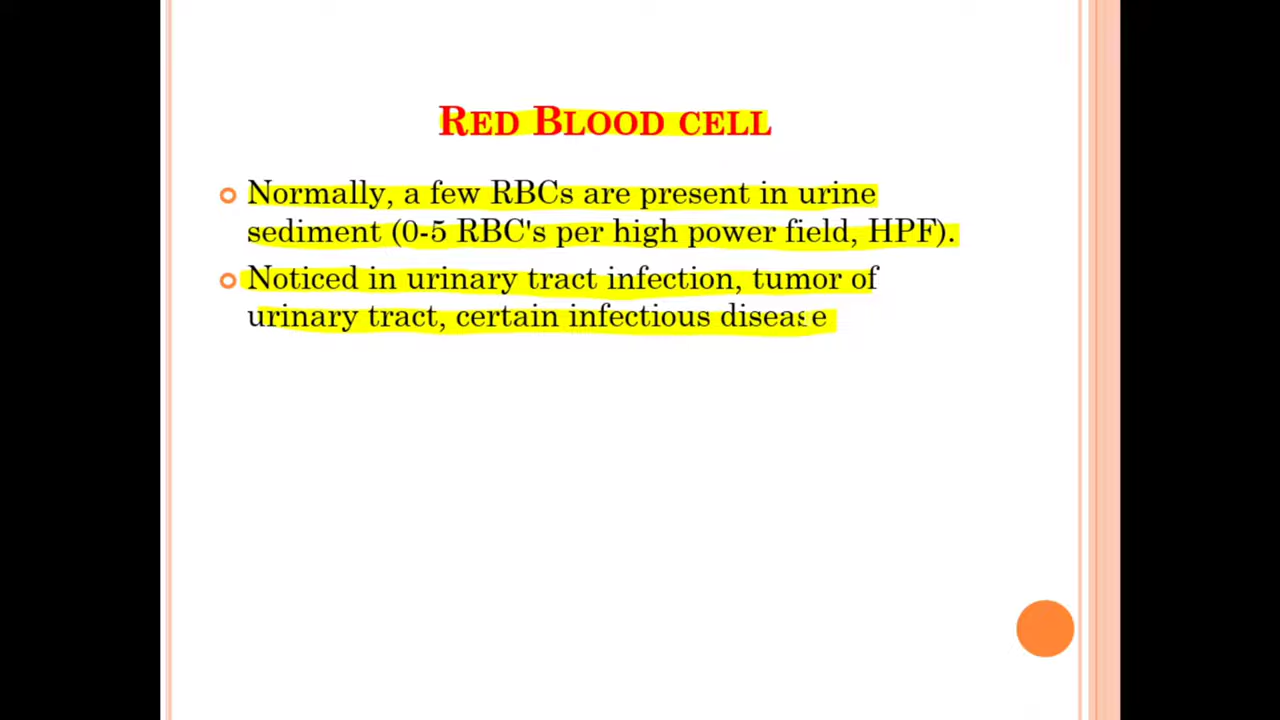 RED BLOOD CELL
Normally, a few RBCs are present in urine
sediment (0-5 RBC's per high power field, HPF).
Noticed in urinary tract infection, tumor of
urinary tract, certain infectious disease